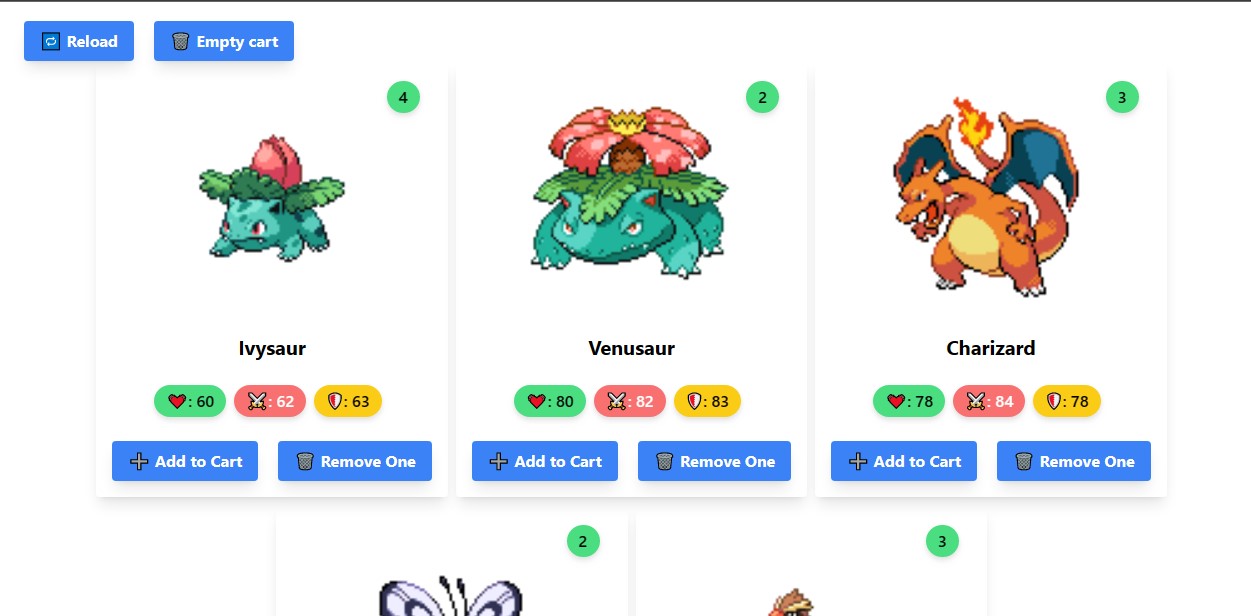 Reload Empty cart
4 2 3
Ivysaur Venusaur Charizard
: 60 : 62 : 63 : 80 : 82 : 83 : 78 : 84 : 78
Add to Cart Remove One Add to Cart Remove One Add to Cart Remove One
2 3